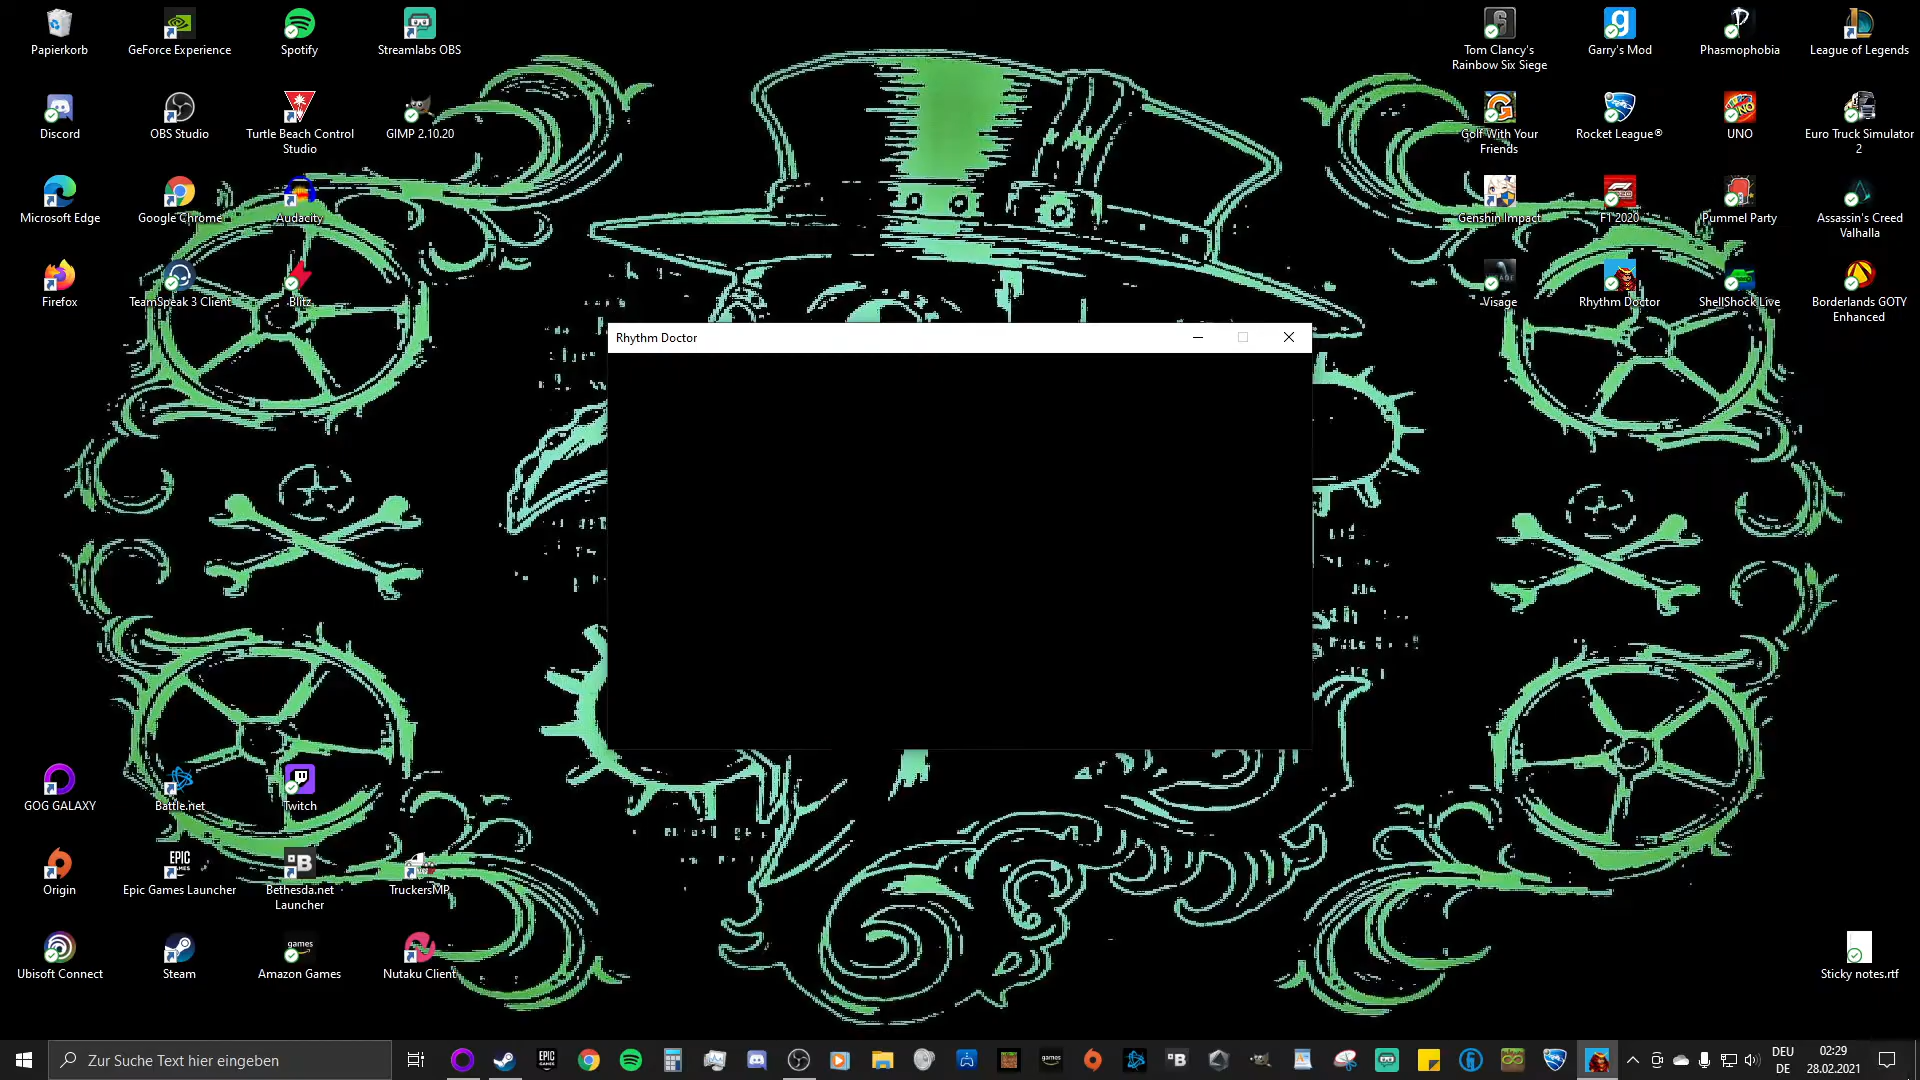 Papierkorb
GeForce Experience
Spotify
Streamlabs OBS
Tom Clancy's
Rainbow Six Siege
Garry's Mod
Phasmophobia
League of Legends
Discord
OBS Studio
Turtle Beach Control
Studio
GIMP 2.10.20
Golf With Your
Friends
Rocket League®
UNO
Euro Truck Simulator
2
Microsoft Edge
Google Chrome
Audacity
Genshin Impact
F1 2020
Pummel Party
Assassin's Creed
Valhalla
Firefox
TeamSpeak 3 Client
Blitz
Visage
Rhythm Doctor
ShellShock Live
Borderlands GOTY
Enhanced
Rhythm Doctor
GOG GALAXY
Battle.net
Twitch
Origin
Epic Games Launcher
Bethesda.net
Launcher
TruckersMP
Ubisoft Connect
Steam
Amazon Games
Nutaku Client
Sticky notes.rtf
Zur Suche Text hier eingeben
DEU
DE
02:29
28.02.2021